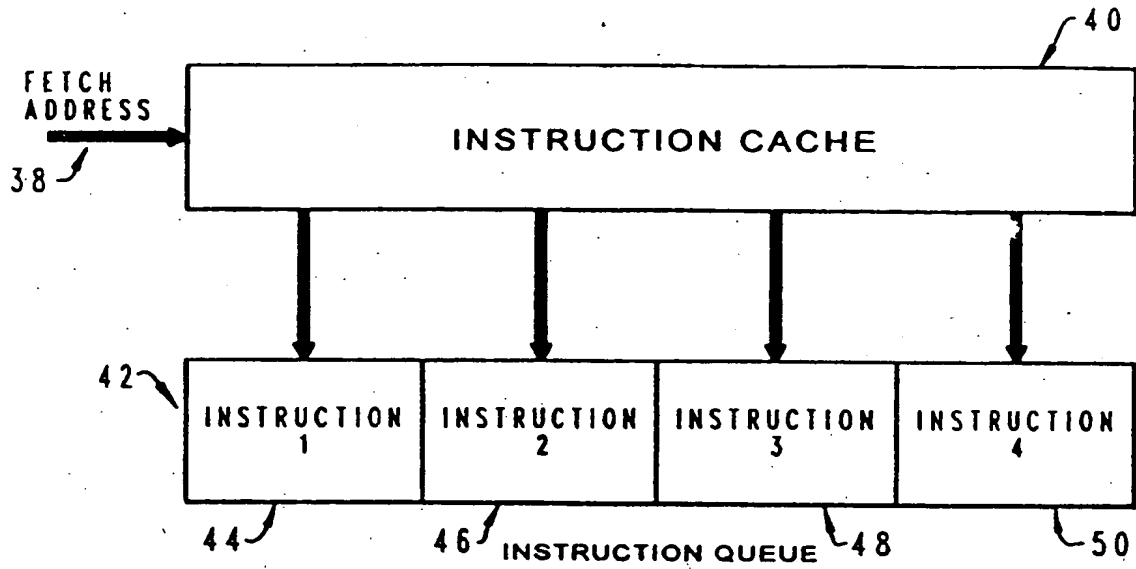 40
FETCH
ADDRESS
INSTRUCTION CACHE
38
42
INSTRUCTION
1
INSTRUCTION
2
INSTRUCTION
3
INSTRUCTION
4
44
46
INSTRUCTION QUEUE
48
50